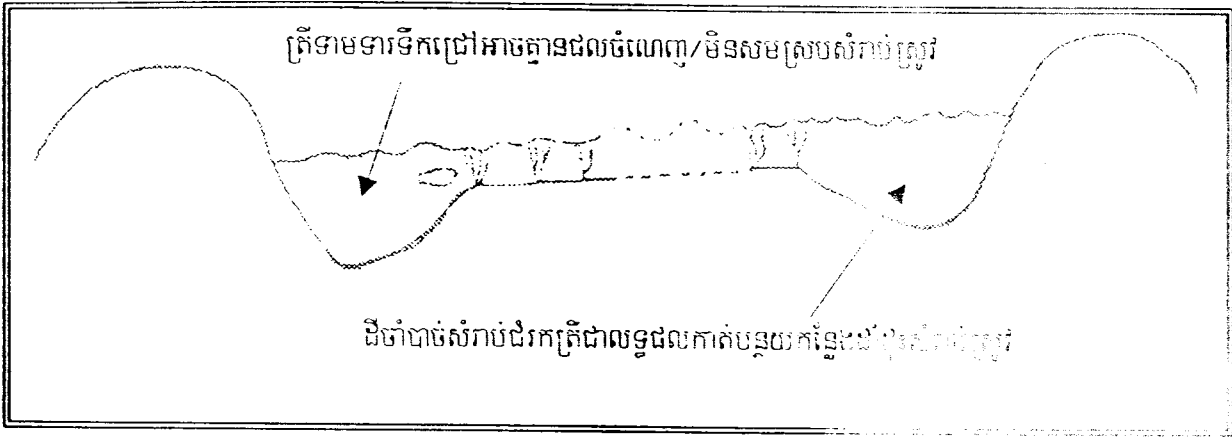 ត្រីទាមទារទឹកជ្រៅអាចគ្មានផលចំណេញ/មិនសមស្របសំរាប់ស្រូវ
ដីចាំបាច់សំរាប់ជំរកត្រីជាលទ្ធផលកាត់បន្ថយកន្លែងដាំដុះសំរាប់ស្រូវ